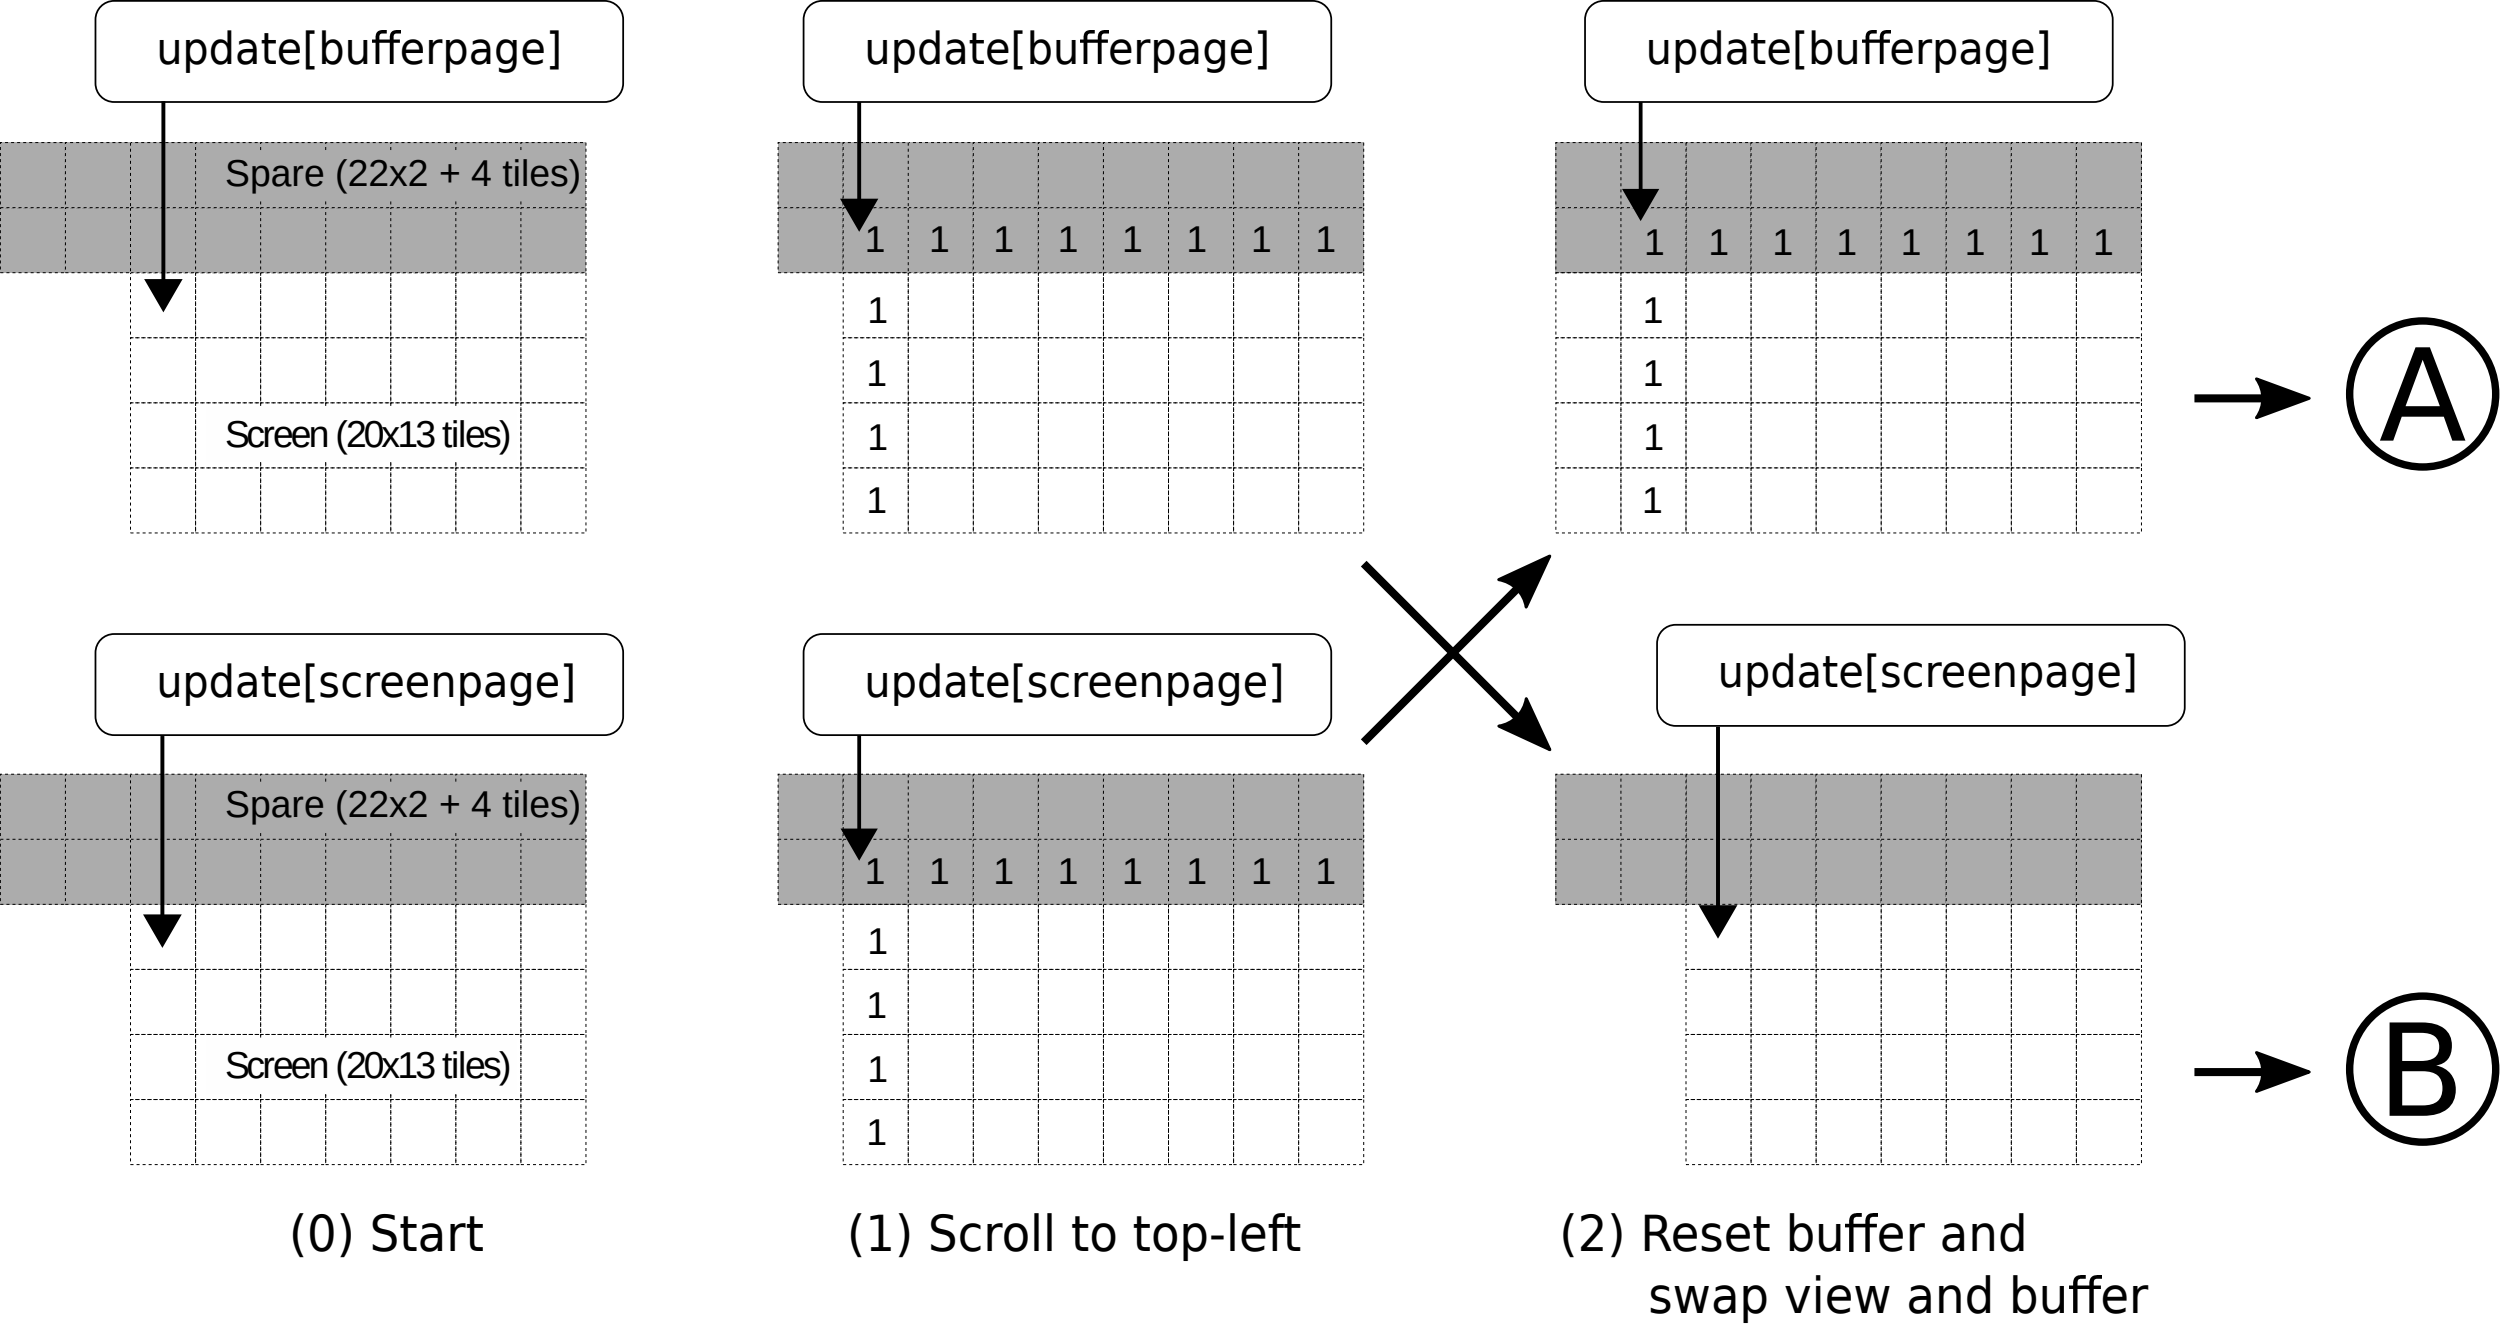 update[bufferpage]
update[bufferpage]
update[bufferpage]
Spare (22x2 + 4 tiles)
1 1 1 1 1 1 1 1
1 1 1 1 1 1 1 1
1
1
1
1
Screen (20x13 tiles)
1
1
1
1
A
update[screenpage]
update[screenpage]
update[screenpage]
Spare (22x2 + 4 tiles)
1 1 1 1 1 1 1 1
1
1
Screen (20x13 tiles)
1
1
B
(0) Start
(1) Scroll to top-left
(2) Reset buffer and
swap view and buffer